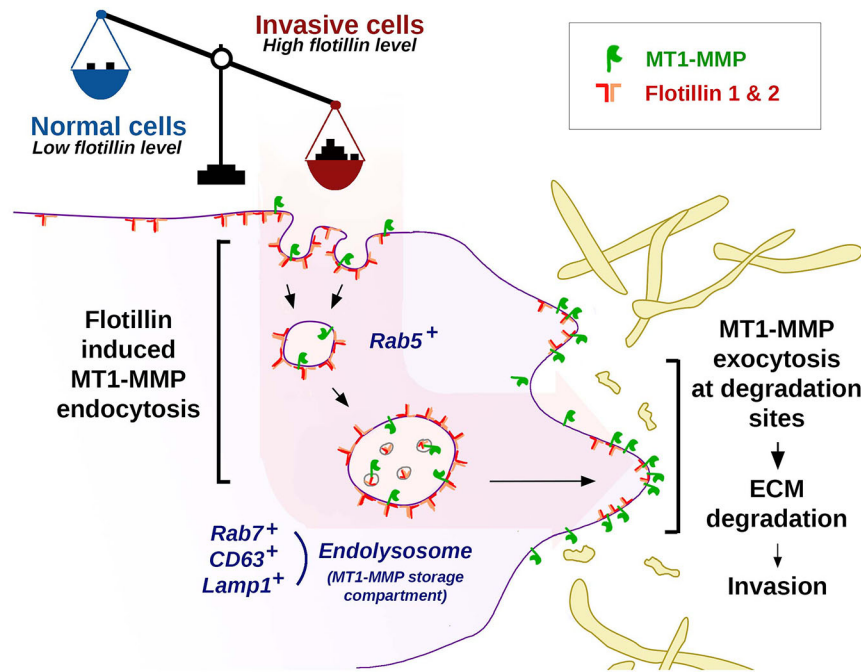 Invasive cells
High flotillin level
Normal cells
Low flotillin level
MT1-MMP
Flotillin 1 & 2
Flotillin
induced
MT1-MMP
endocytosis
Rab5+
Rab7+
CD63+
Lamp1+
Endolysosome
(MT1-MMP storage
compartment)
MT1-MMP
exocytosis
at degradation
sites
ECM
degradation
Invasion